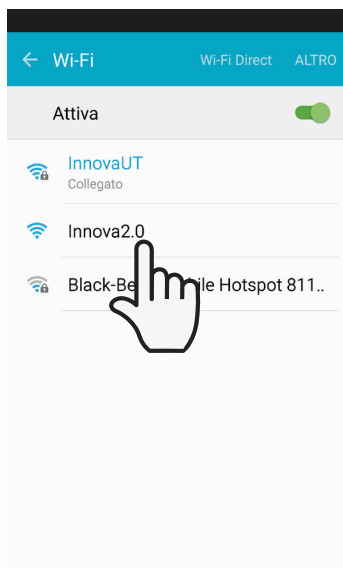 Wi-Fi Wi-Fi Direct ALTRO
Attiva
InnovaUT
Collegato
Innova2.0
Black-Be ile Hotspot 811..